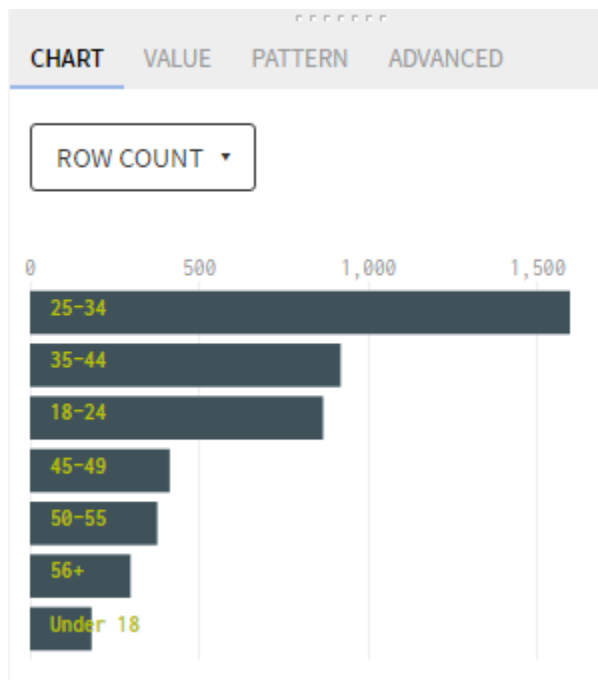 CHART VALUE PATTERN ADVANCED
ROW COUNT
0 500 1,000 1,500
25-34
35-44
18-24
45-49
50-55
56+
Under 18